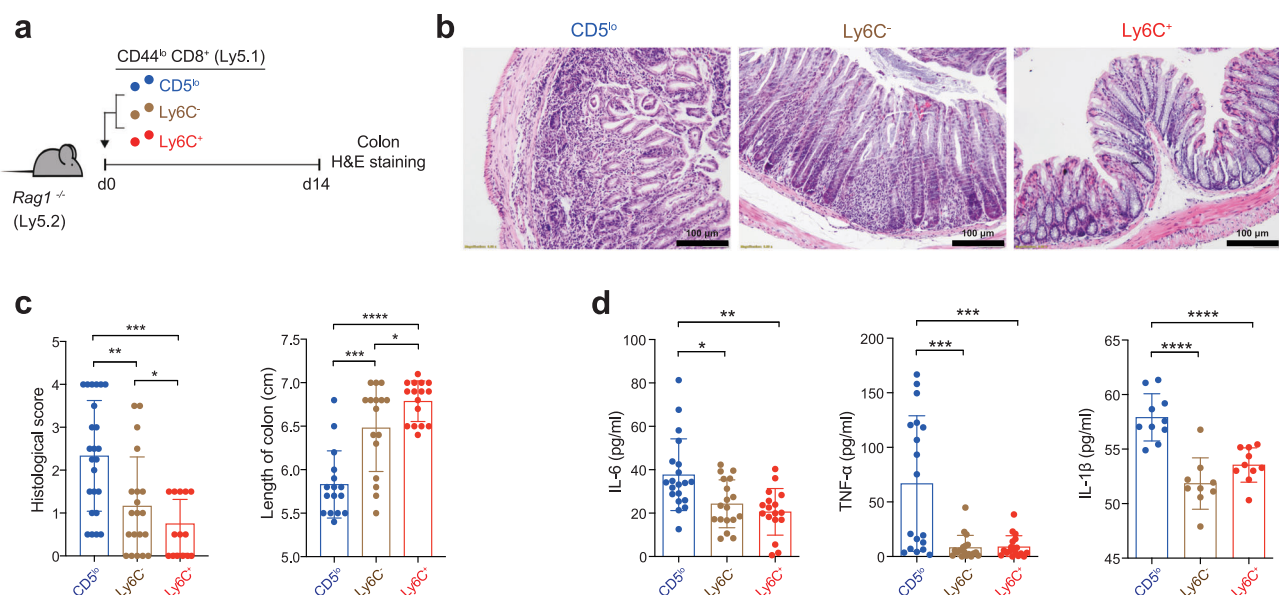 a
CD44lo CD8+ (Ly5.1)
CD5lo
Ly6C-
Ly6C+
Rag1 -/-
(Ly5.2)
d0
d14
Colon
H&E staining
b
CD5lo
Ly6C-
Ly6C+
100 µm
100 µm
100 µm
c
Histological score
5
4
3
2
1
0
***
**
*
CD5lo
Ly6C-
Ly6C+
Length of colon (cm)
7.5
7.0
6.5
6.0
5.5
5.0
****
***
*
CD5lo
Ly6C-
Ly6C+
d
IL-6 (pg/ml)
100
80
60
40
20
0
**
*
CD5lo
Ly6C-
Ly6C+
TNF-α (pg/ml)
200
150
100
50
0
***
***
CD5lo
Ly6C-
Ly6C+
IL-1β (pg/ml)
65
60
55
50
45
****
****
CD5lo
Ly6C-
Ly6C+